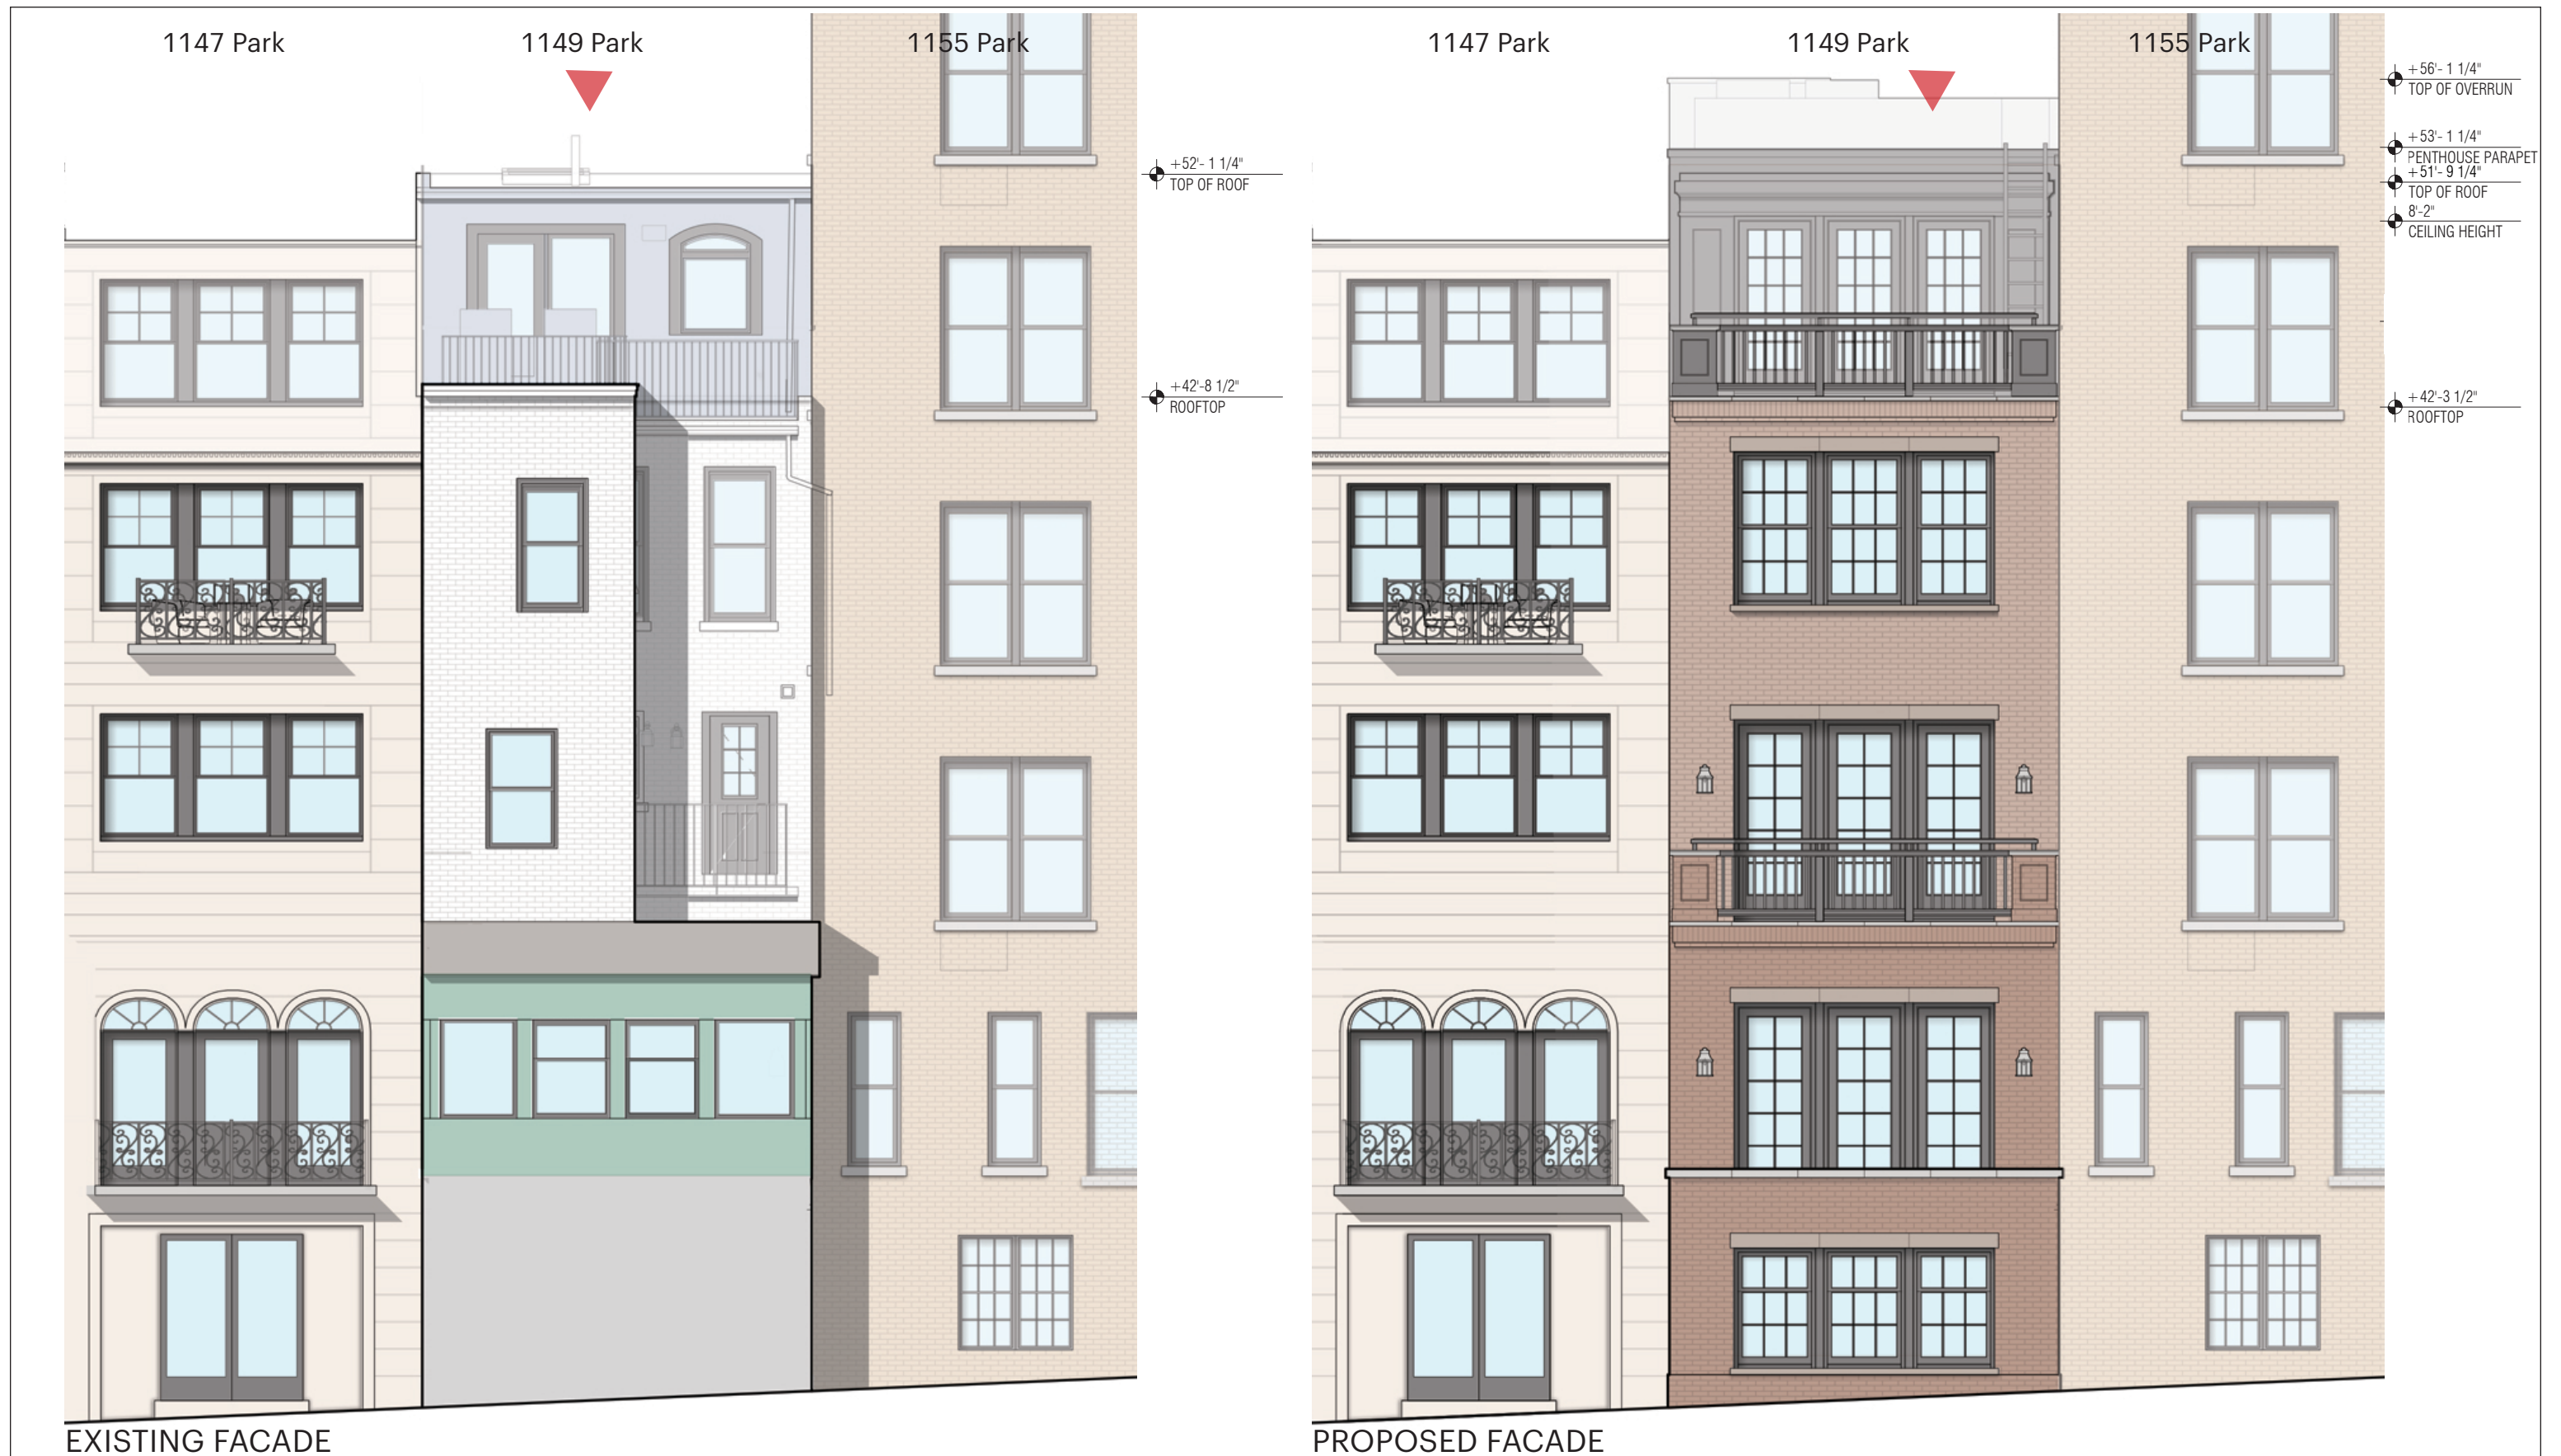 1147 Park
1149 Park
1155 Park
+52'- 1 1/4"
TOP OF ROOF
+42'-8 1/2"
ROOFTOP
EXISTING FACADE
1147 Park
1149 Park
1155 Park
+56'- 1 1/4"
TOP OF OVERRUN
+53'- 1 1/4"
PENTHOUSE PARAPET
+51'- 9 1/4"
TOP OF ROOF
8'-2"
CEILING HEIGHT
+42'-3 1/2"
ROOFTOP
PROPOSED FACADE